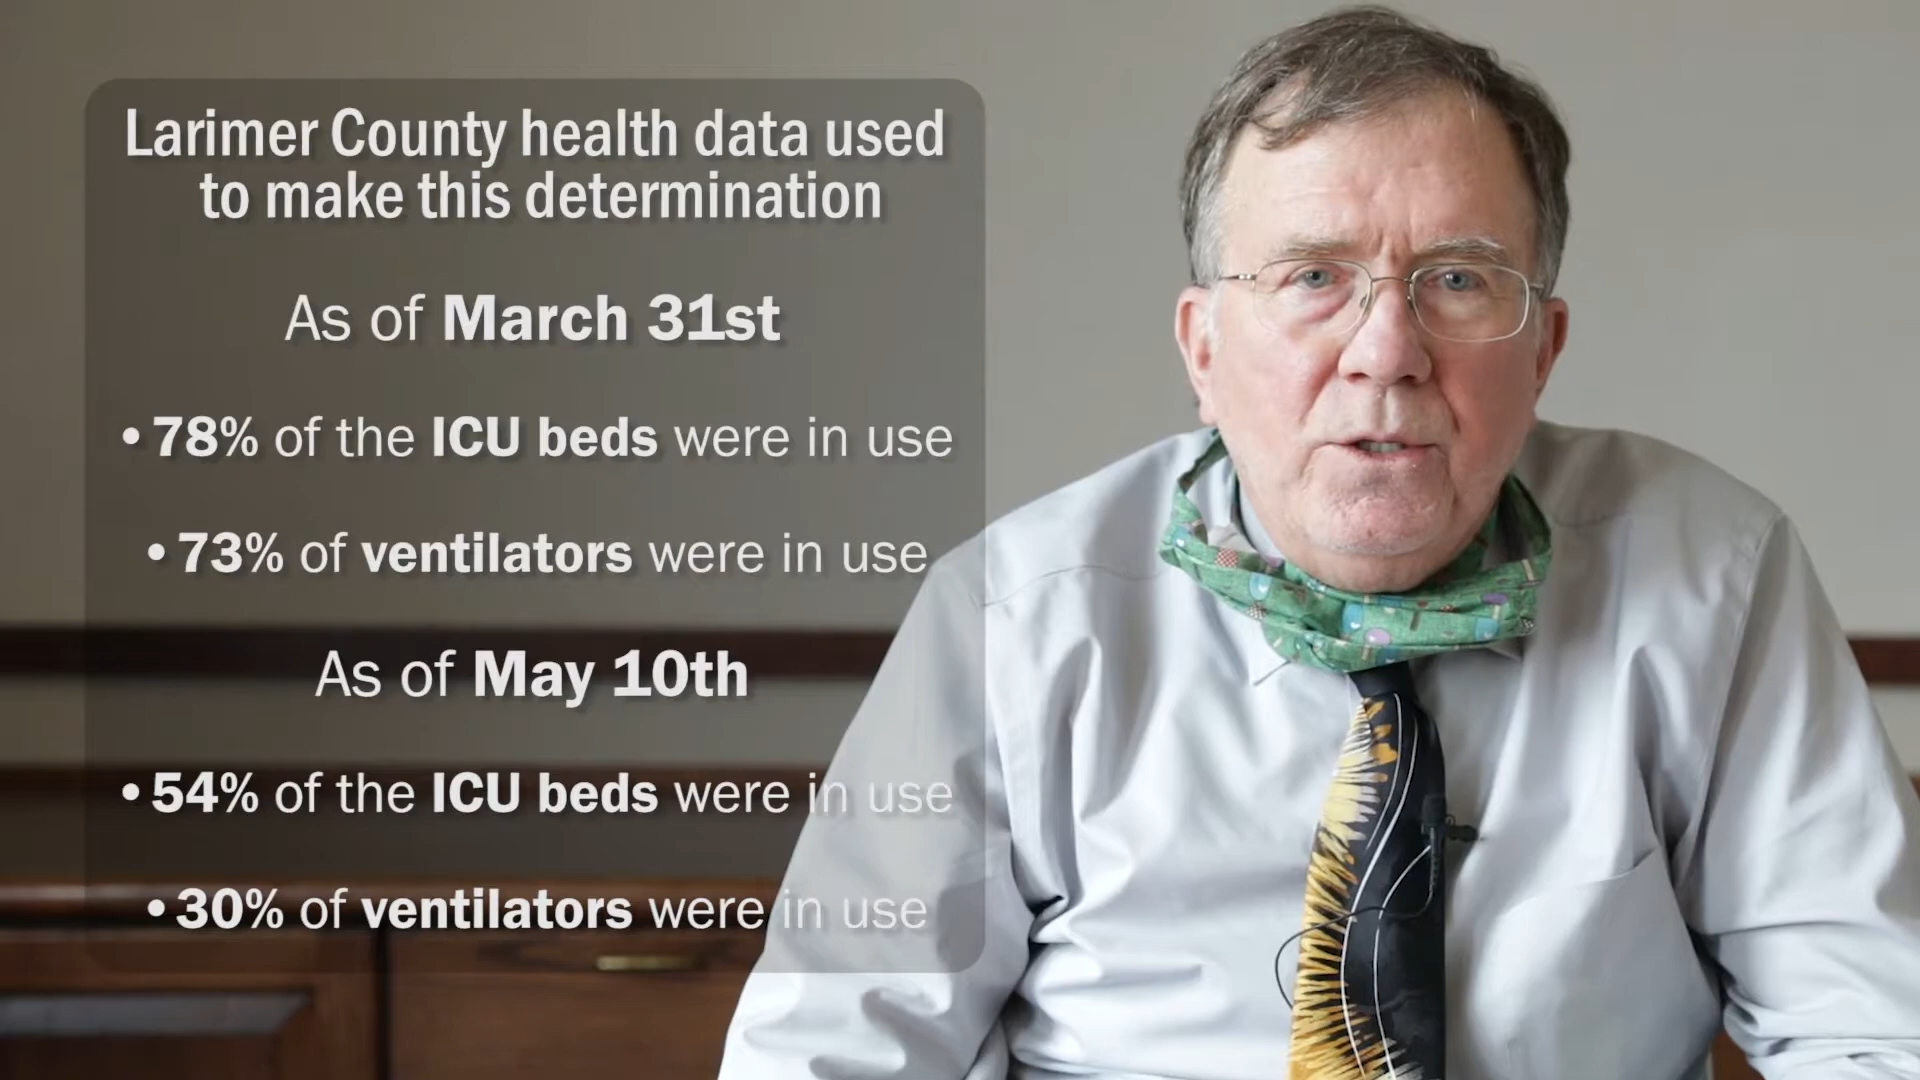 Larimer County health data used
to make this determination
As of March 31st
• 78% of the ICU beds were in use
• 73% of ventilators were in use
As of May 10th
• 54% of the ICU beds were in use
• 30% of ventilators were in use